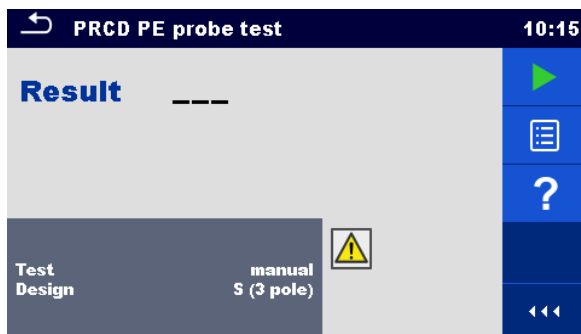 PRCD PE probe test 10:15
Result ___
?
Test manual
Design S (3 pole)